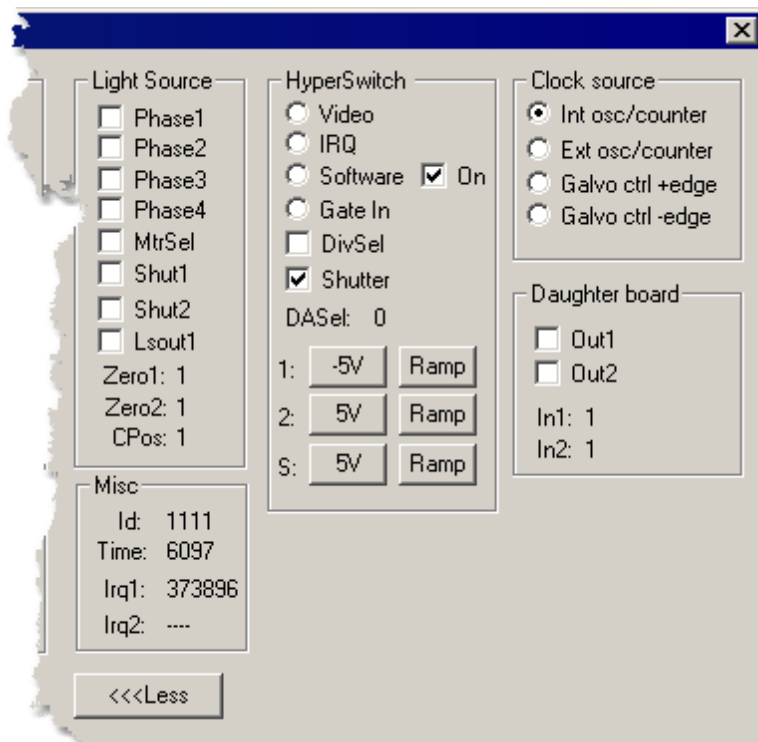 Light Source
Phase1
Phase2
Phase3
Phase4
MtrSel
Shut1
Shut2
Lsout1
Zero1: 1
Zero2: 1
CPos: 1
Misc
Id: 1111
Time: 6097
Irq1: 373896
Irq2: ----
<<<Less
HyperSwitch
Video
IRQ
Software On
Gate In
DivSel
Shutter
DASel: 0
1: -5V Ramp
2: 5V Ramp
S: 5V Ramp
Clock source
Int osc/counter
Ext osc/counter
Galvo ctrl +edge
Galvo ctrl -edge
Daughter board
Out1
Out2
In1: 1
In2: 1